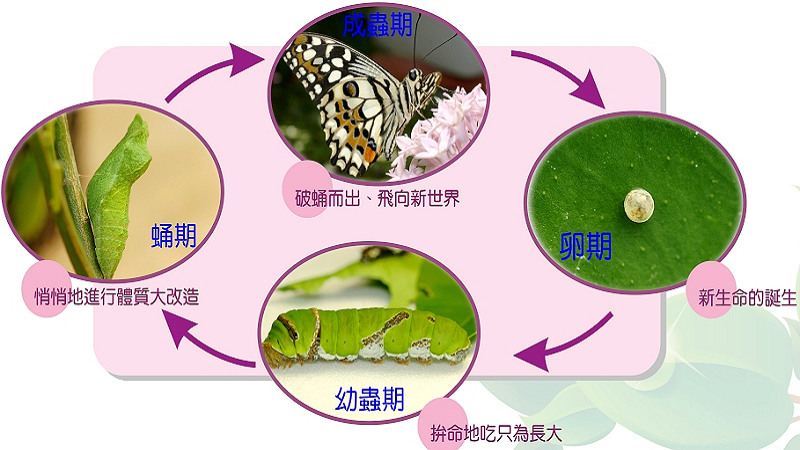 成蟲期
破蛹而出、飛向新世界
卵期
新生命的誕生
幼蟲期
拚命地吃只為長大
蛹期
悄悄地進行體質大改造